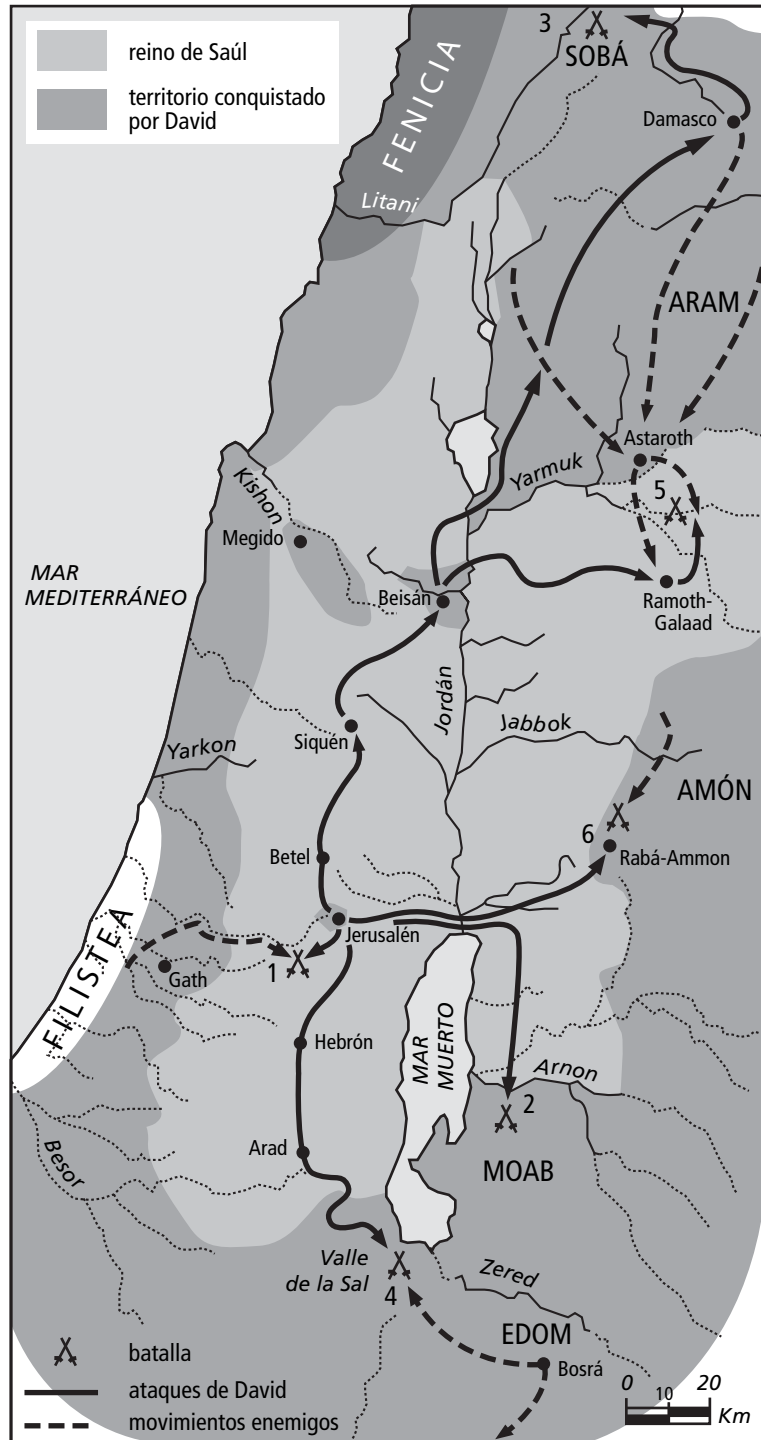 reino de Saúl
territorio conquistado
por David
3
SOBÁ
FENICIA
Damasco
Litani
ARAM
Astaroth
Kishon
Yarmuk
5
Megido
MAR
MEDITERRÁNEO
Beisán
Ramoth-
Galaad
Jordán
Siquén
Jabbok
Yarkon
AMÓN
6
Betel
Rabá-Ammon
Jerusalén
FILISTEA
1
Gath
Hebrón
MAR
MUERTO
Arnon
2
Arad
Besor
MOAB
Valle
de la Sal
Zered
4
EDOM
batalla
Bosrá
ataques de David
0 10 20
Km
movimientos enemigos